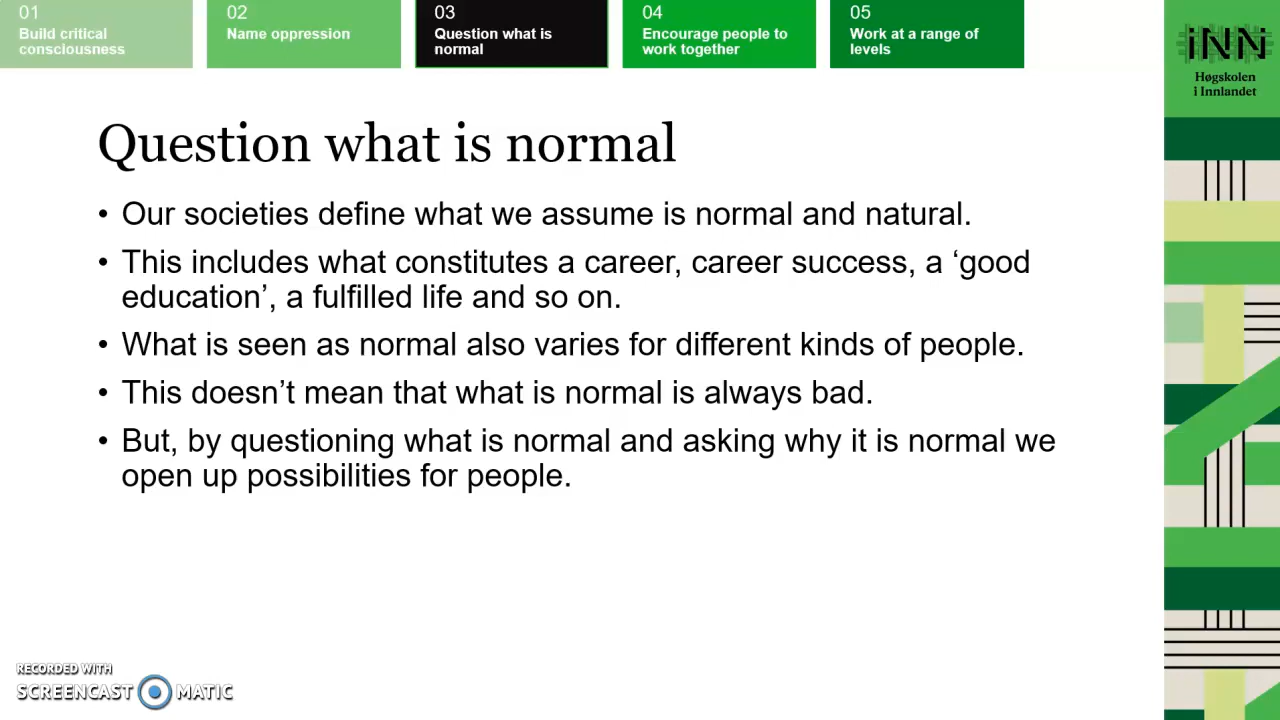 01
Build critical
consciousness
02
Name oppression
03
Question what is
normal
04
Encourage people to
work together
05
Work at a range of
levels
iNN
Høgskolen
i Innlandet
Question what is normal
• Our societies define what we assume is normal and natural.
• This includes what constitutes a career, career success, a ‘good
education’, a fulfilled life and so on.
• What is seen as normal also varies for different kinds of people.
• This doesn’t mean that what is normal is always bad.
• But, by questioning what is normal and asking why it is normal we
open up possibilities for people.
RECORDED WITH
SCREENCAST MATIC